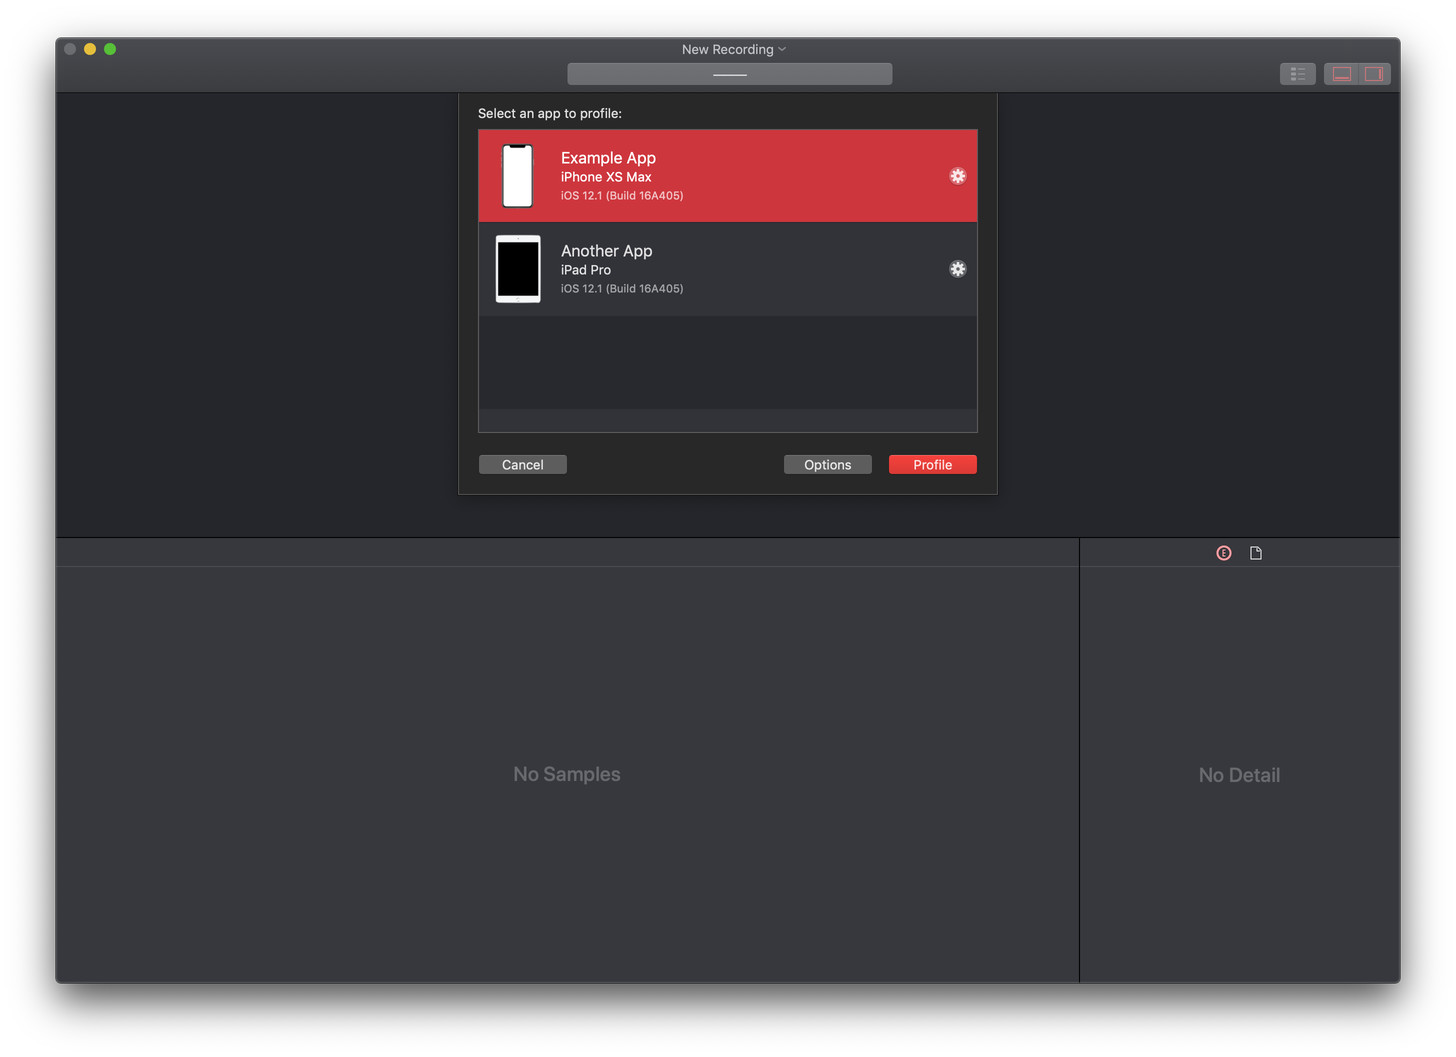 New Recording
Select an app to profile:
Example App
iPhone XS Max
iOS 12.1 (Build 16A405)
Another App
iPad Pro
iOS 12.1 (Build 16A405)
Cancel
Options
Profile
E
No Samples
No Detail